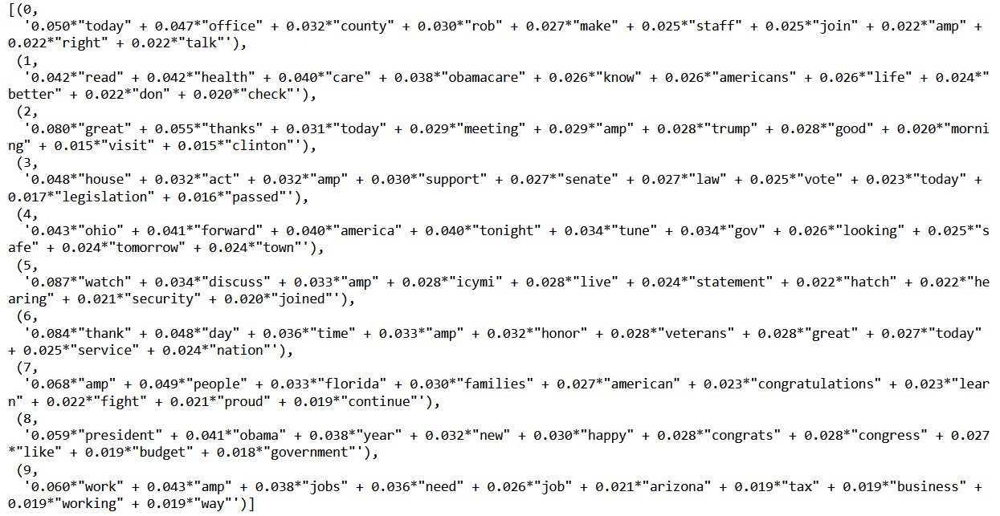 [(0,
'0.050*"today" + 0.047*"office" + 0.032*"county" + 0.030*"rob" + 0.027*"make" + 0.025*"staff" + 0.025*"join" + 0.022*"amp" +
0.022*"right" + 0.022*"talk"'),
(1,
'0.042*"read" + 0.042*"health" + 0.040*"care" + 0.038*"obamacare" + 0.026*"know" + 0.026*"americans" + 0.026*"life" + 0.024*"
better" + 0.022*"don" + 0.020*"check"'),
(2,
'0.080*"great" + 0.055*"thanks" + 0.031*"today" + 0.029*"meeting" + 0.029*"amp" + 0.028*"trump" + 0.028*"good" + 0.020*"morni
ng" + 0.015*"visit" + 0.015*"clinton"'),
(3,
'0.048*"house" + 0.032*"act" + 0.032*"amp" + 0.030*"support" + 0.027*"senate" + 0.027*"law" + 0.025*"vote" + 0.023*"today" +
0.017*"legislation" + 0.016*"passed"'),
(4,
'0.043*"ohio" + 0.041*"forward" + 0.040*"america" + 0.040*"tonight" + 0.034*"tune" + 0.034*"gov" + 0.026*"looking" + 0.025*"s
afe" + 0.024*"tomorrow" + 0.024*"town"'),
(5,
'0.087*"watch" + 0.034*"discuss" + 0.033*"amp" + 0.028*"icymi" + 0.028*"live" + 0.024*"statement" + 0.022*"hatch" + 0.022*"he
aring" + 0.021*"security" + 0.020*"joined"'),
(6,
'0.084*"thank" + 0.048*"day" + 0.036*"time" + 0.033*"amp" + 0.032*"honor" + 0.028*"veterans" + 0.028*"great" + 0.027*"today"
+ 0.025*"service" + 0.024*"nation"'),
(7,
'0.068*"amp" + 0.049*"people" + 0.033*"florida" + 0.030*"families" + 0.027*"american" + 0.023*"congratulations" + 0.023*"lear
n" + 0.022*"fight" + 0.021*"proud" + 0.019*"continue"'),
(8,
'0.059*"president" + 0.041*"obama" + 0.038*"year" + 0.032*"new" + 0.030*"happy" + 0.028*"congrats" + 0.028*"congress" + 0.027
*"like" + 0.019*"budget" + 0.018*"government"'),
(9,
'0.060*"work" + 0.043*"amp" + 0.038*"jobs" + 0.036*"need" + 0.026*"job" + 0.021*"arizona" + 0.019*"tax" + 0.019*"business" +
0.019*"working" + 0.019*"way"')]